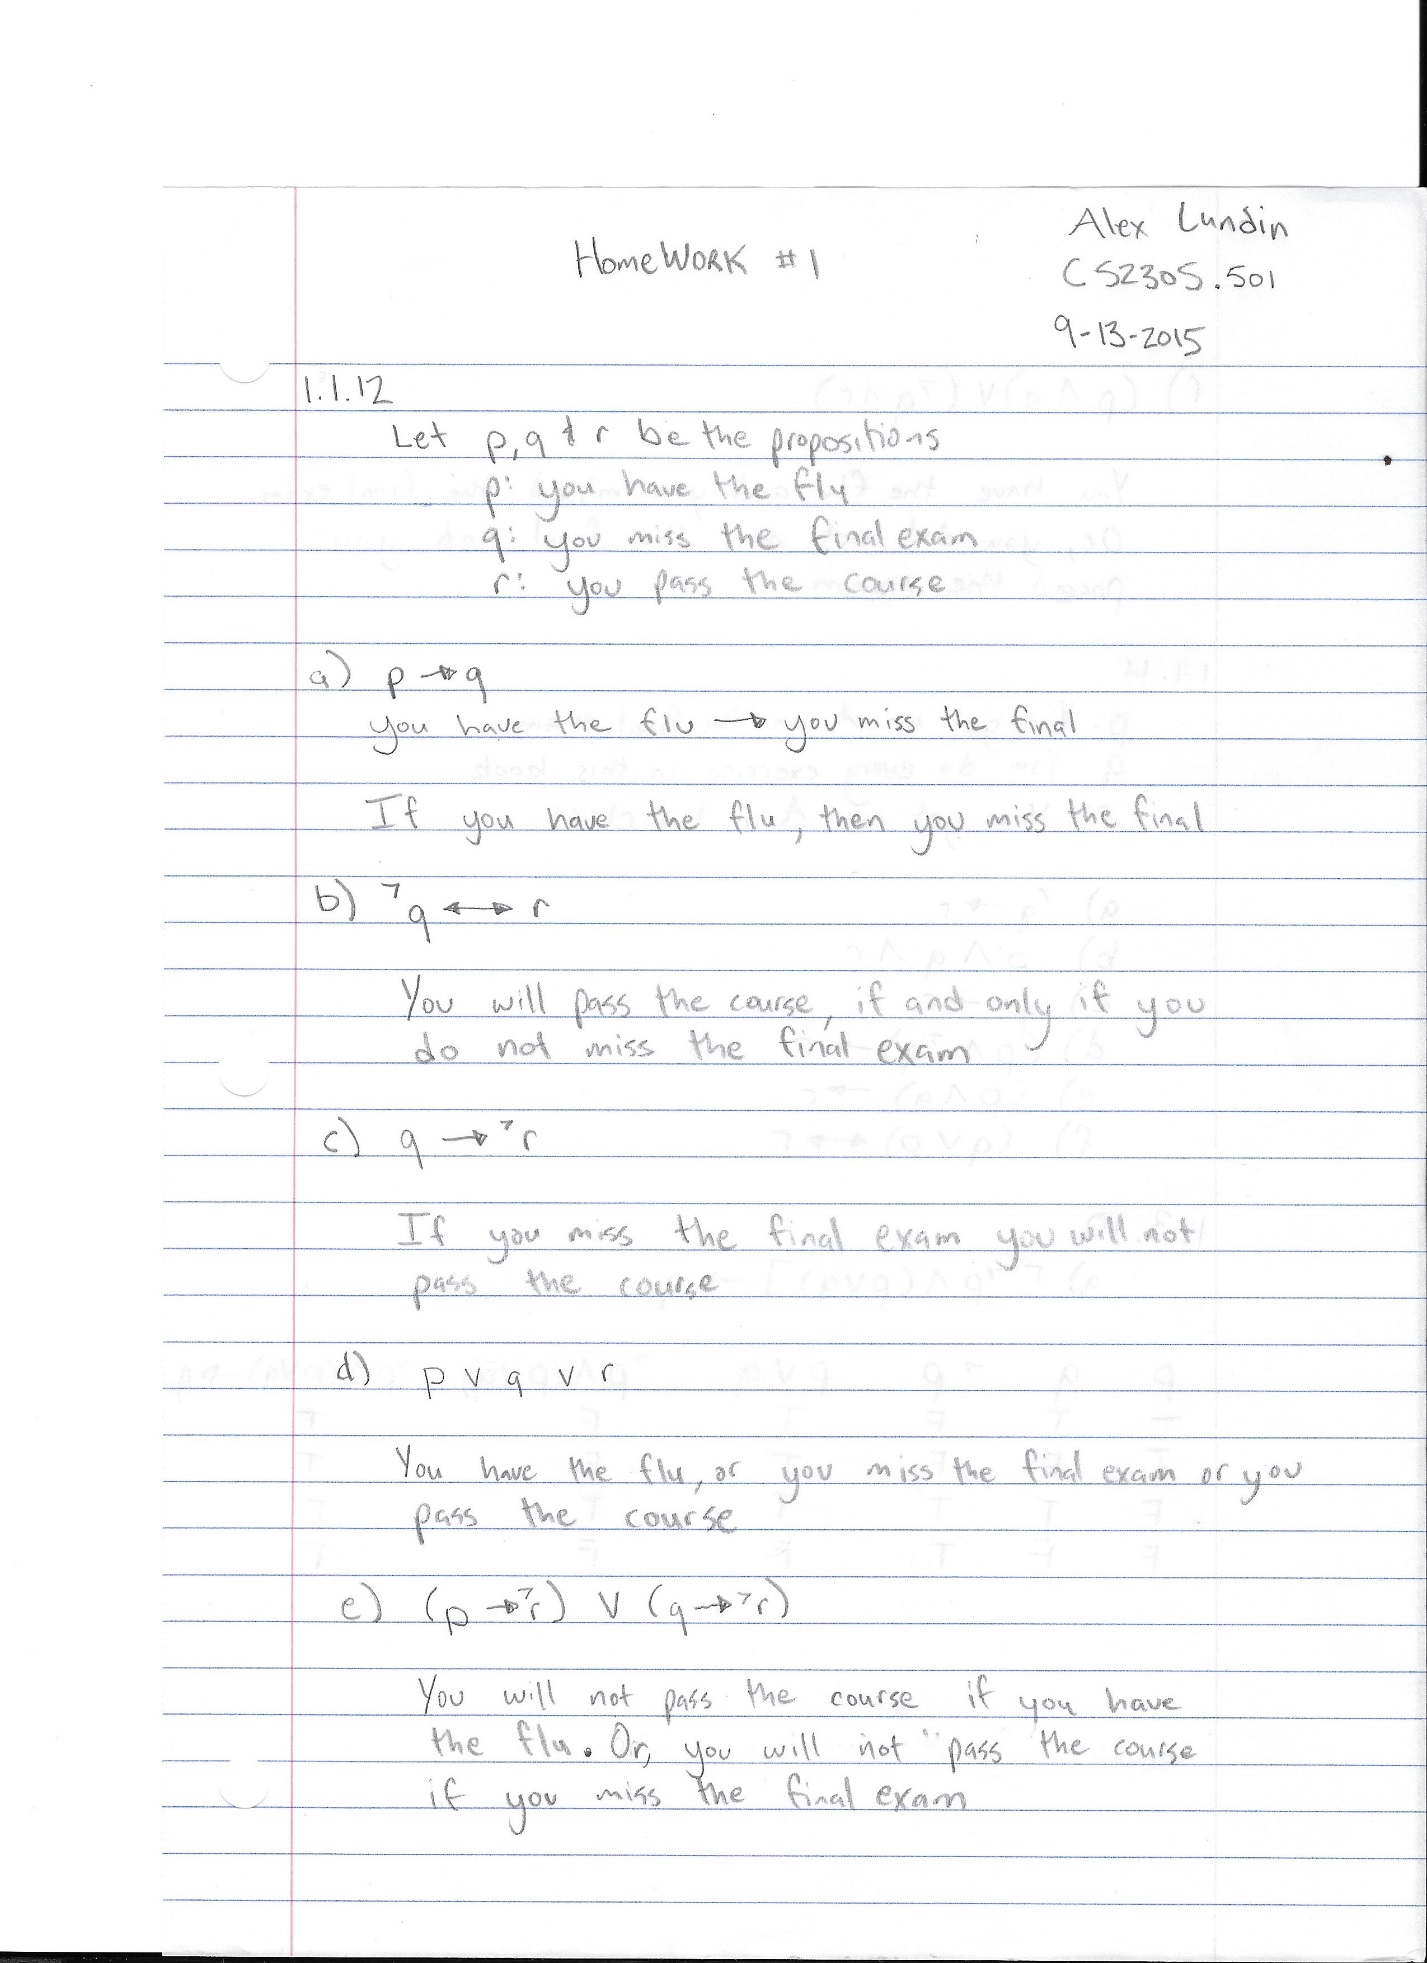 HomeWORK #1
Alex Lundin
CS2305.501
9-13-2015
1.1.12
Let p, q & r be the propositions
p: you have the flu
q: you miss the final exam
r: you pass the course
a) p → q
you have the flu → you miss the final
If you have the flu, then you miss the final
b) ¬q ↔ r
You will pass the course, if and only if you
do not miss the final exam
c) q → ¬r
If you miss the final exam you will not
pass the course
d) p ∨ q ∨ r
You have the flu, or you miss the final exam or you
pass the course
e) (p → ¬r) ∨ (q → ¬r)
You will not pass the course if you have
the flu. Or, you will not pass the course
if you miss the final exam